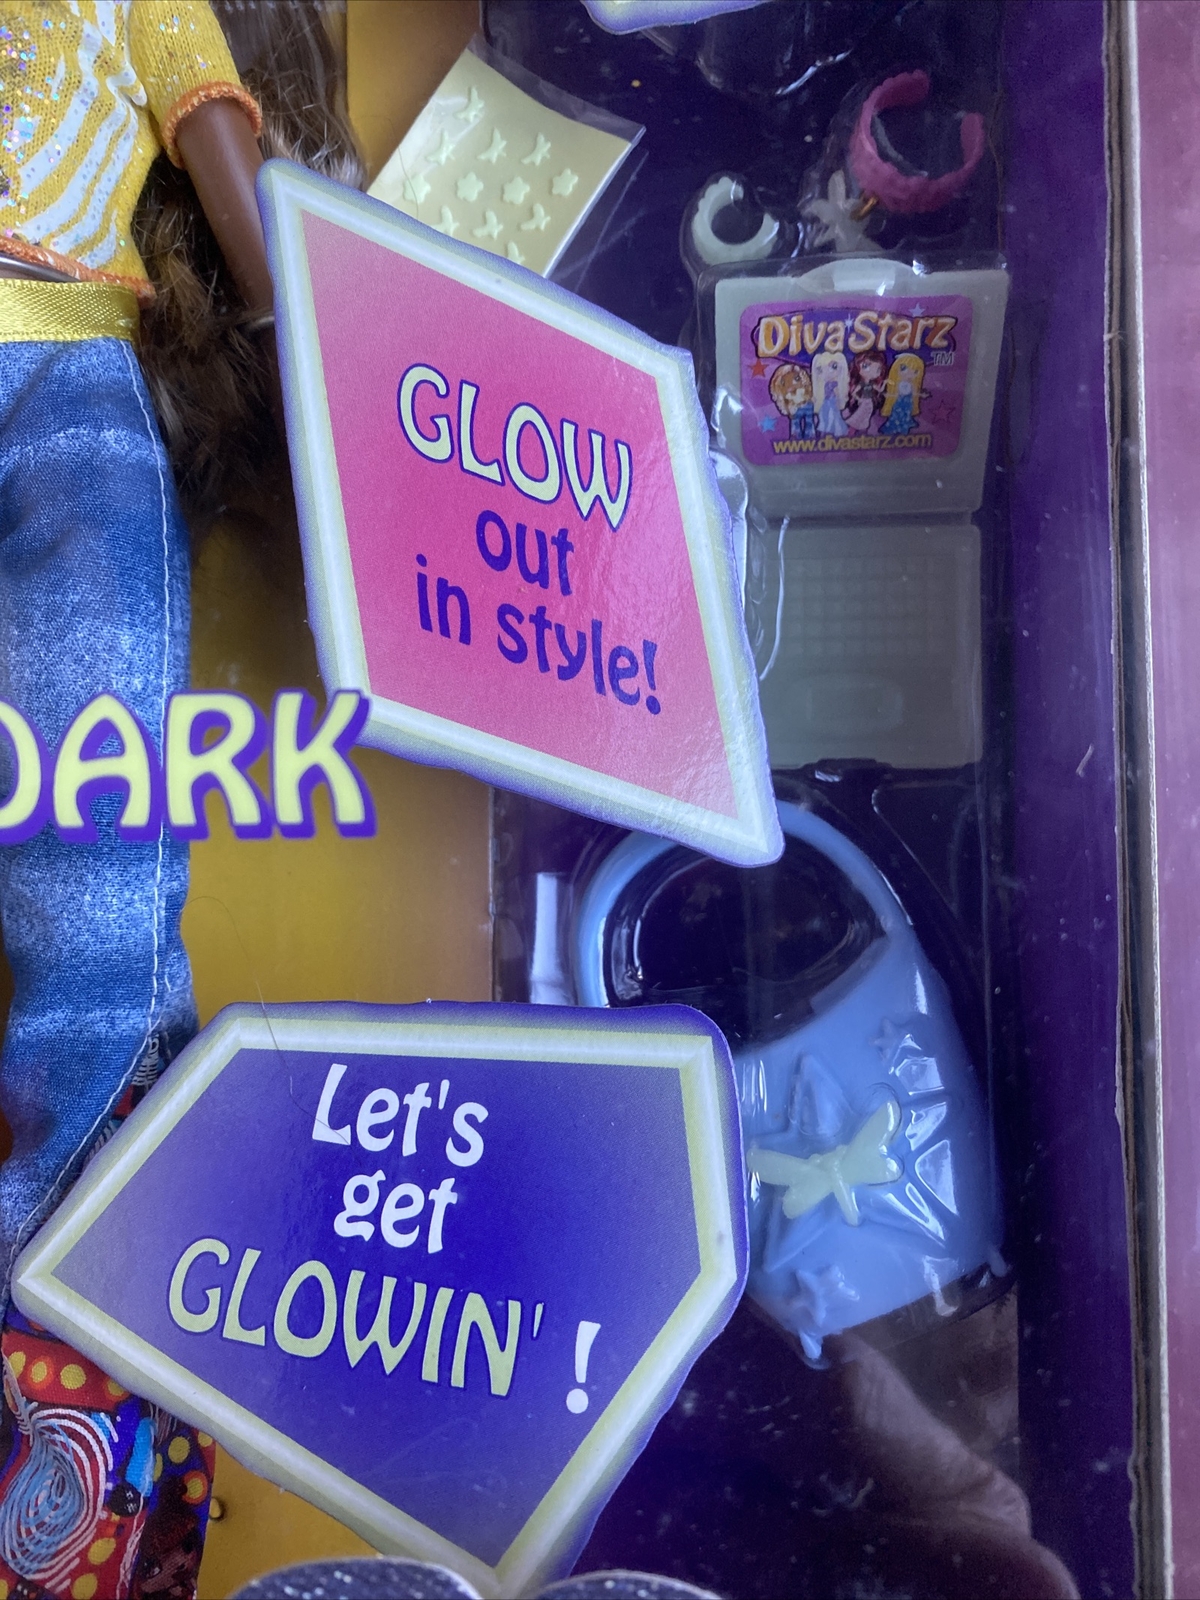 Diva Starz
TM
www.divastarz.com
GLOW
out
in style!
DARK
Let's
get
GLOWIN' !